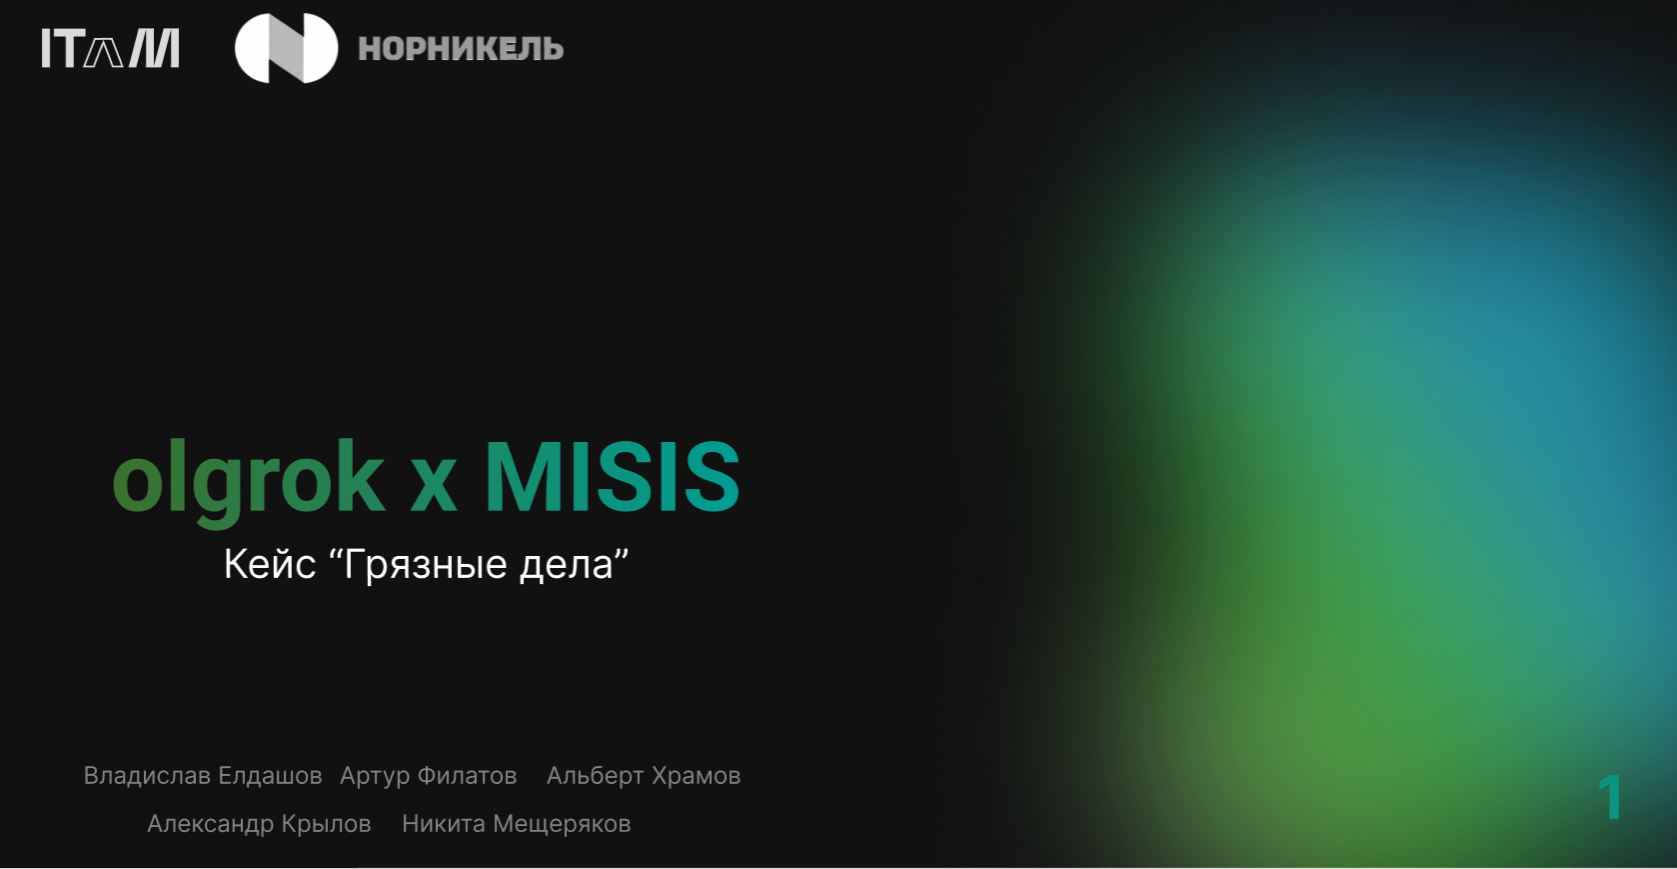 ITAM НОРНИКЕЛЬ
olgrok x MISIS
Кейс “Грязные дела”
Владислав Елдашов Артур Филатов Альберт Храмов
Александр Крылов Никита Мещеряков
1